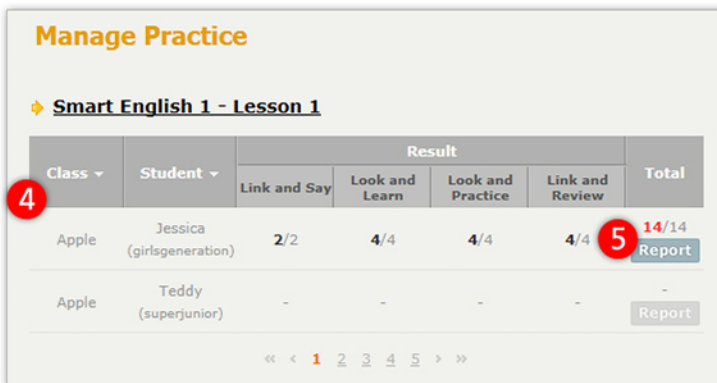 Manage Practice
Smart English 1 - Lesson 1
Class Student Result Total
Link and Say Look and Learn Look and Practice Link and Review
4
Apple Jessica (girlsgeneration) 2/2 4/4 4/4 4/4 5 14/14 Report
Apple Teddy (superjunior) - - - - - Report
« ‹ 1 2 3 4 5 › »